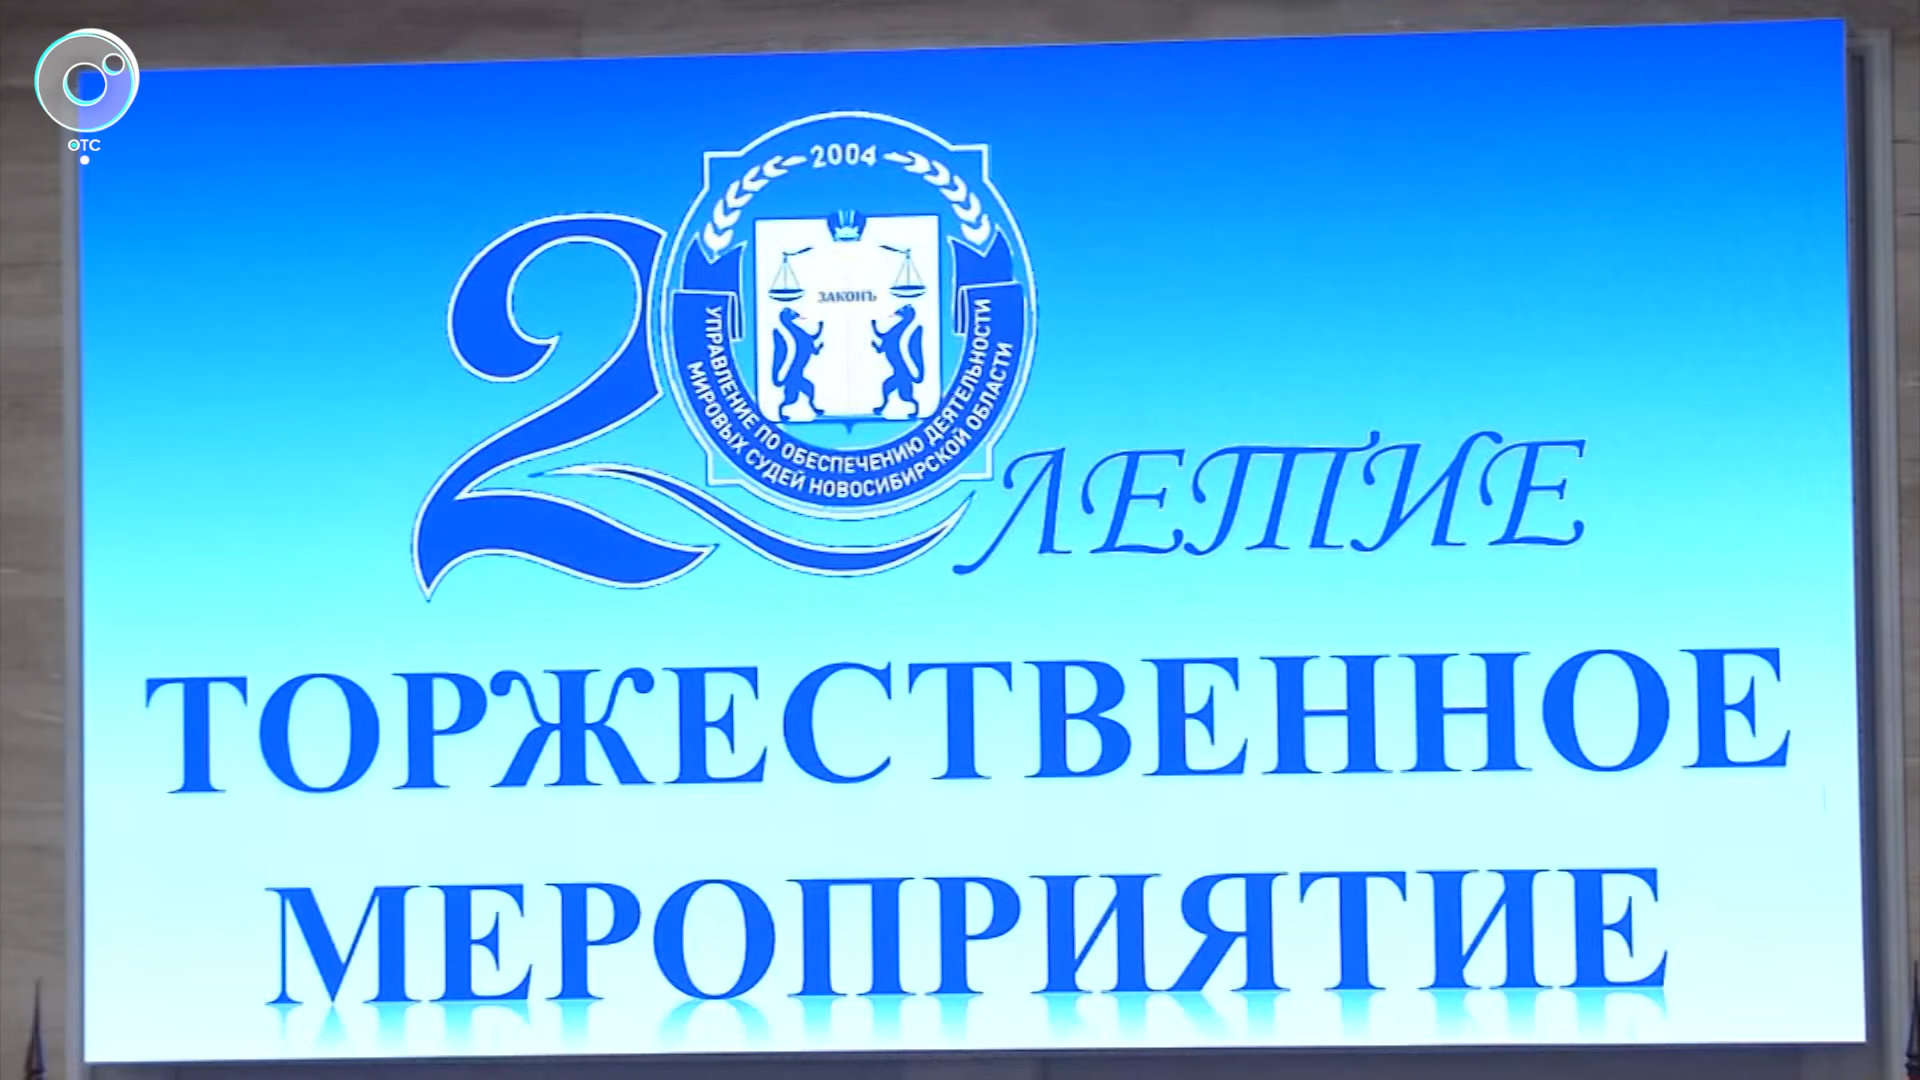 ОТС
2004
ЗАКОНЪ
УПРАВЛЕНИЕ ПО ОБЕСПЕЧЕНИЮ ДЕЯТЕЛЬНОСТИ
МИРОВЫХ СУДЕЙ НОВОСИБИРСКОЙ ОБЛАСТИ
20 ЛЕТИЕ
ТОРЖЕСТВЕННОЕ
МЕРОПРИЯТИЕ